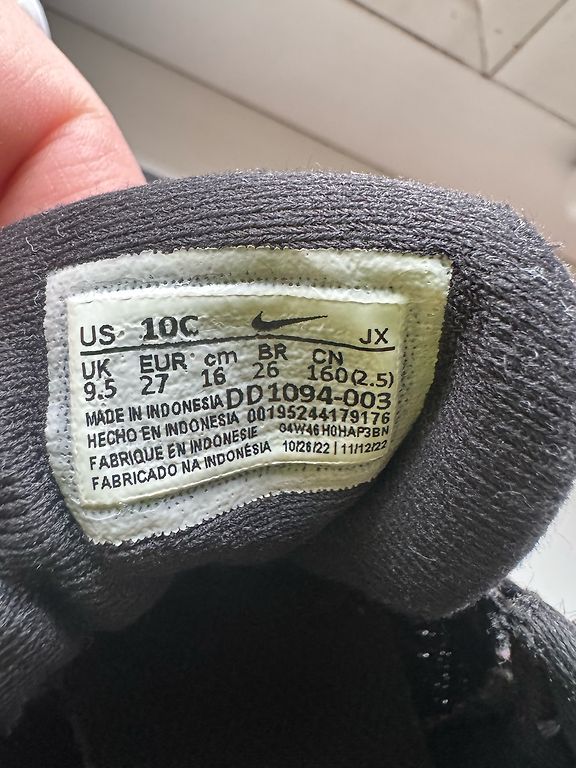 US 10C JX
UK EUR cm BR CN
9.5 27 16 26 160(2.5)
MADE IN INDONESIA DD1094-003
HECHO EN INDONESIA 00195244179176
FABRIQUE EN INDONESIE 04W46H0HAP3BN
FABRICADO NA INDONÉSIA 10/26/22 | 11/12/22